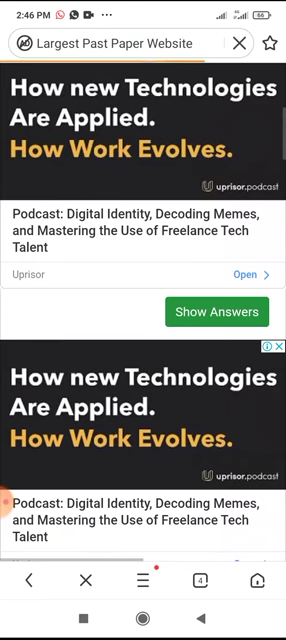 2:46 PM
4G
66
Largest Past Paper Website
How new Technologies
Are Applied.
How Work Evolves.
uprisor.podcast
Podcast: Digital Identity, Decoding Memes,
and Mastering the Use of Freelance Tech
Talent
Uprisor
Open
Show Answers
How new Technologies
Are Applied.
How Work Evolves.
uprisor.podcast
Podcast: Digital Identity, Decoding Memes,
and Mastering the Use of Freelance Tech
Talent
4